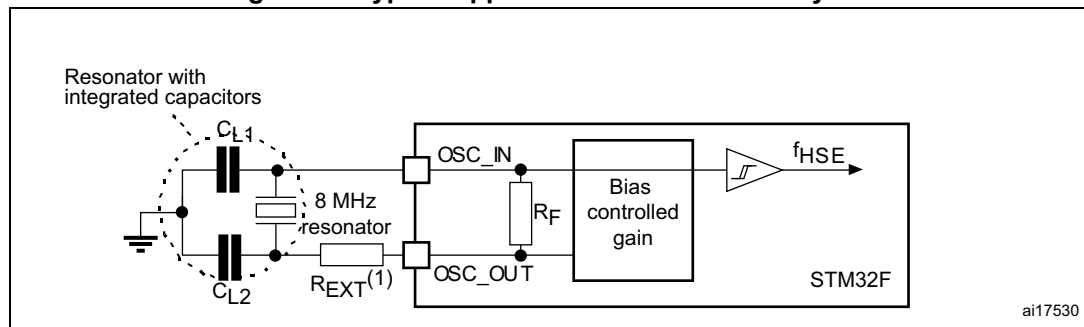 Resonator with
integrated capacitors
CL1
OSC_IN
fHSE
8 MHz
resonator
RF
Bias
controlled
gain
REXT(1)
OSC_OUT
CL2
STM32F
ai17530